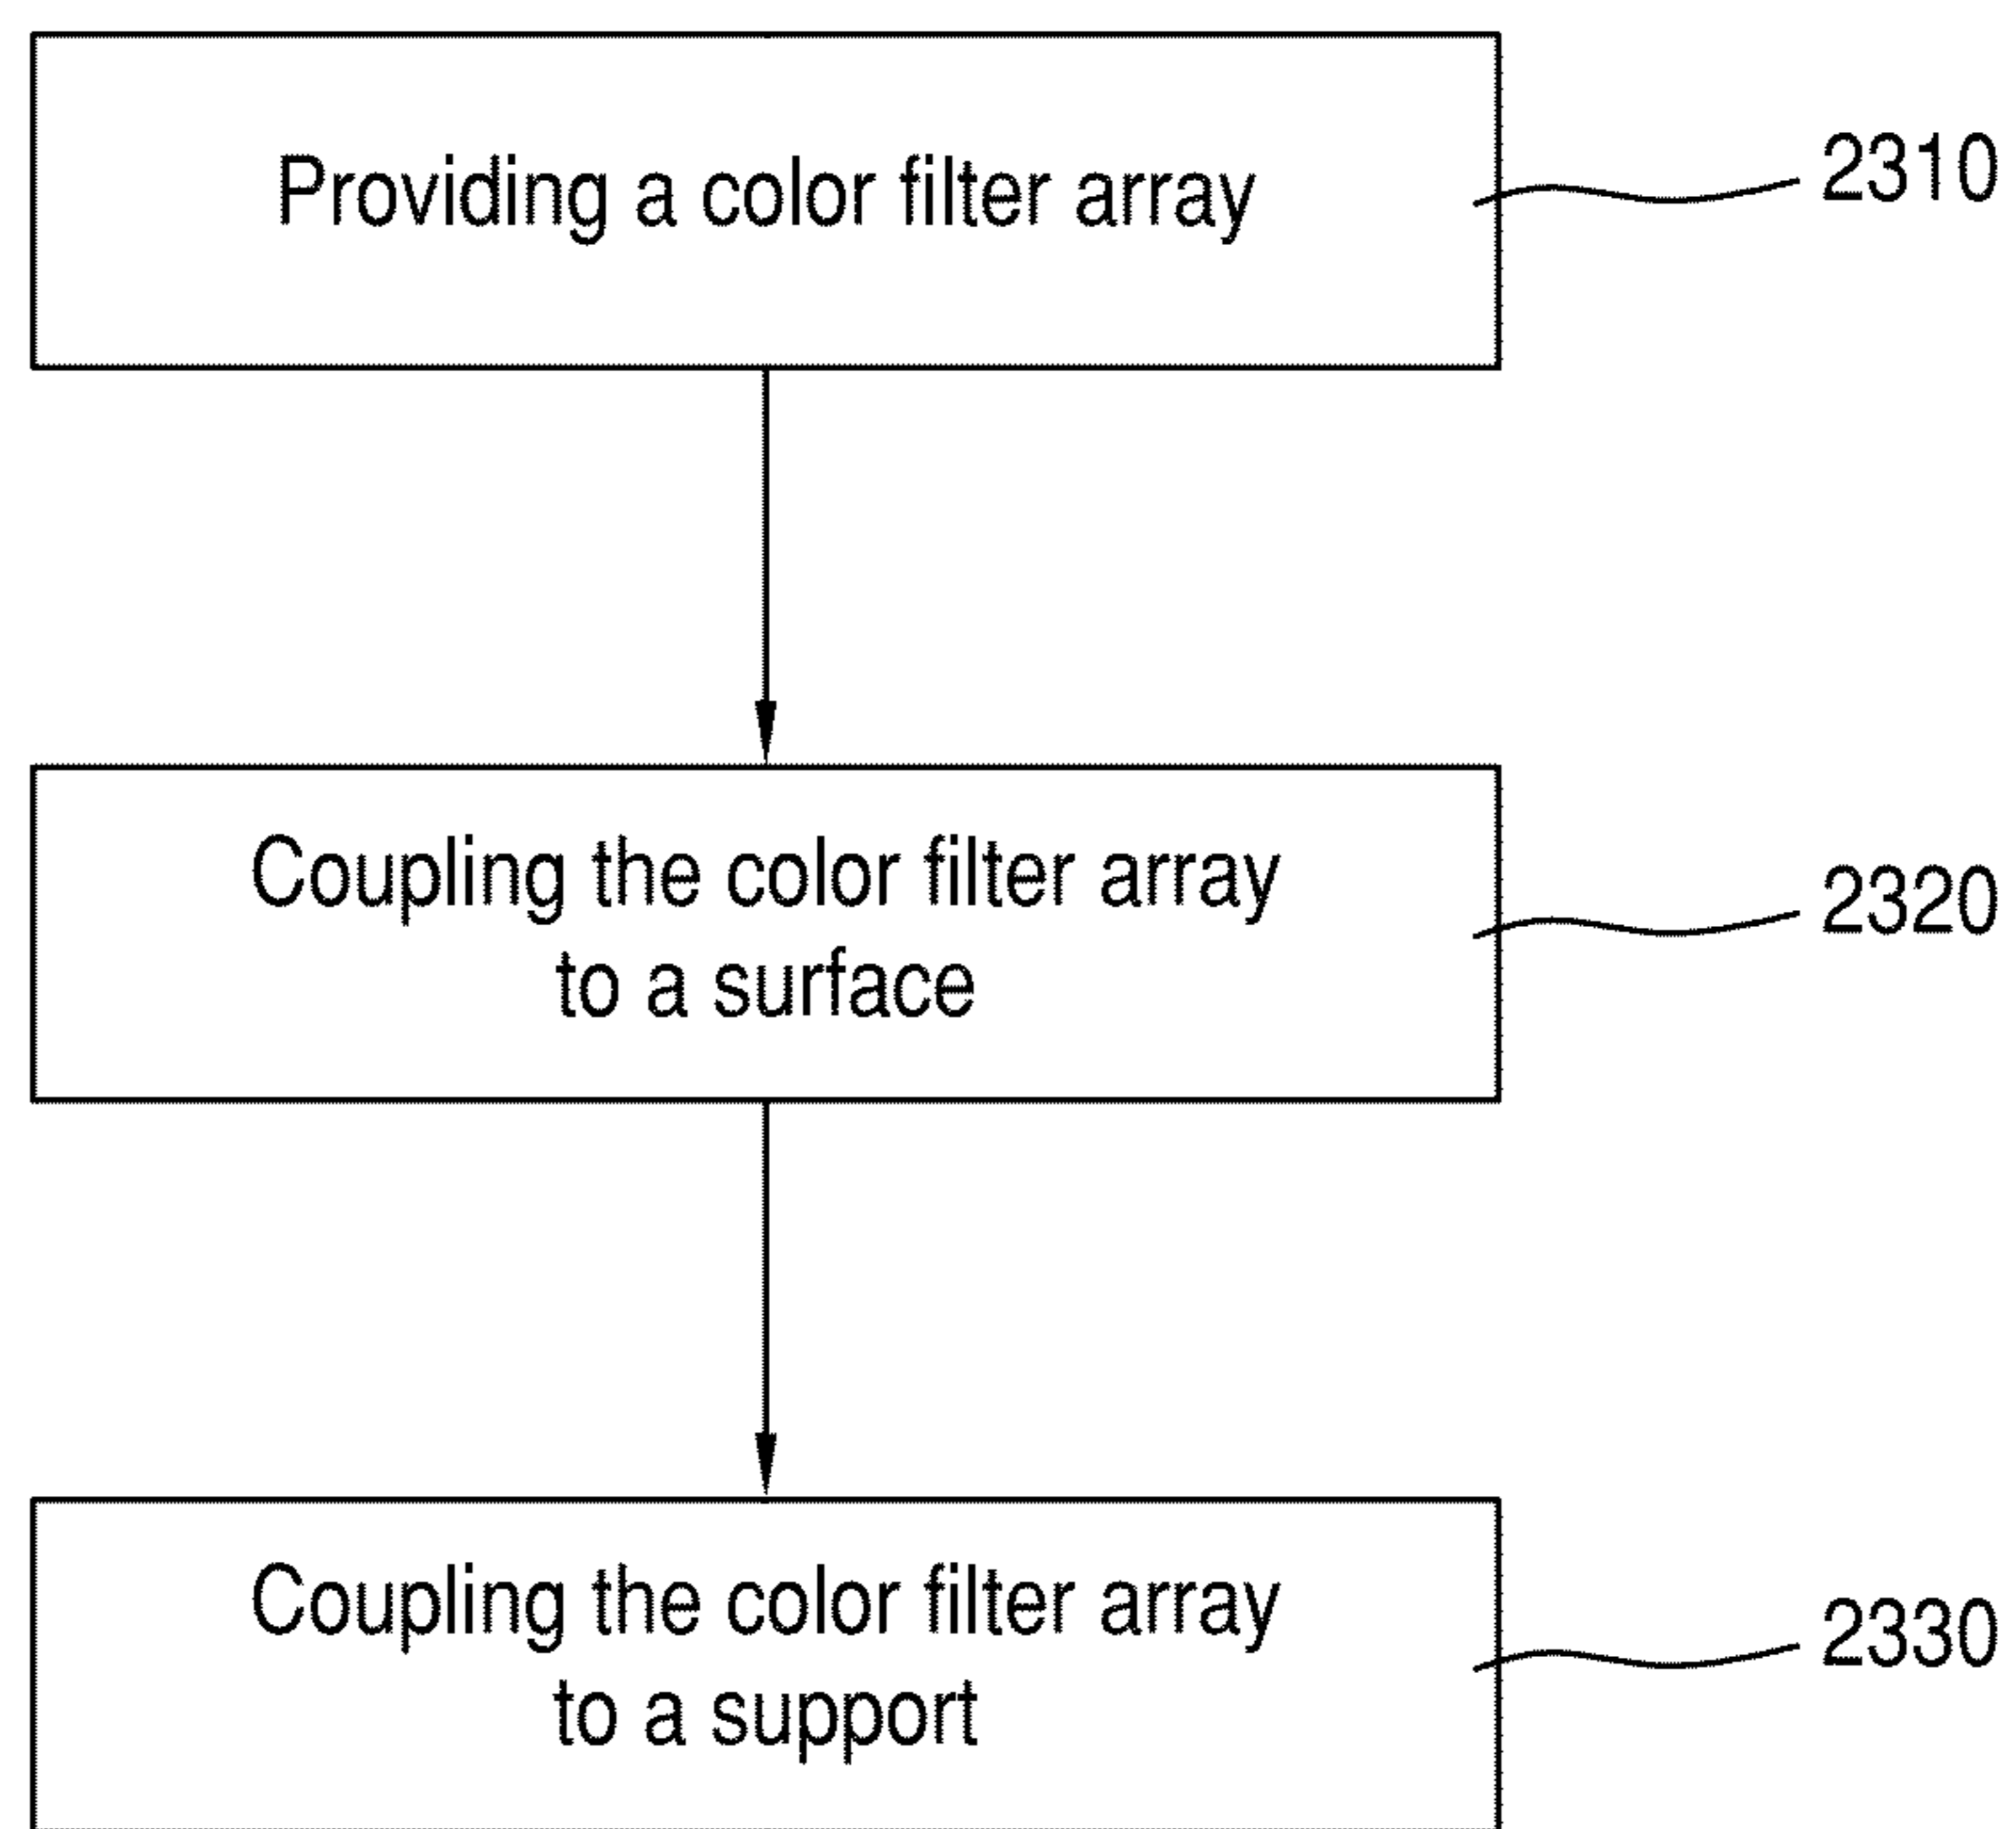 Providing a color filter array
2310
Coupling the color filter array
to a surface
2320
Coupling the color filter array
to a support
2330